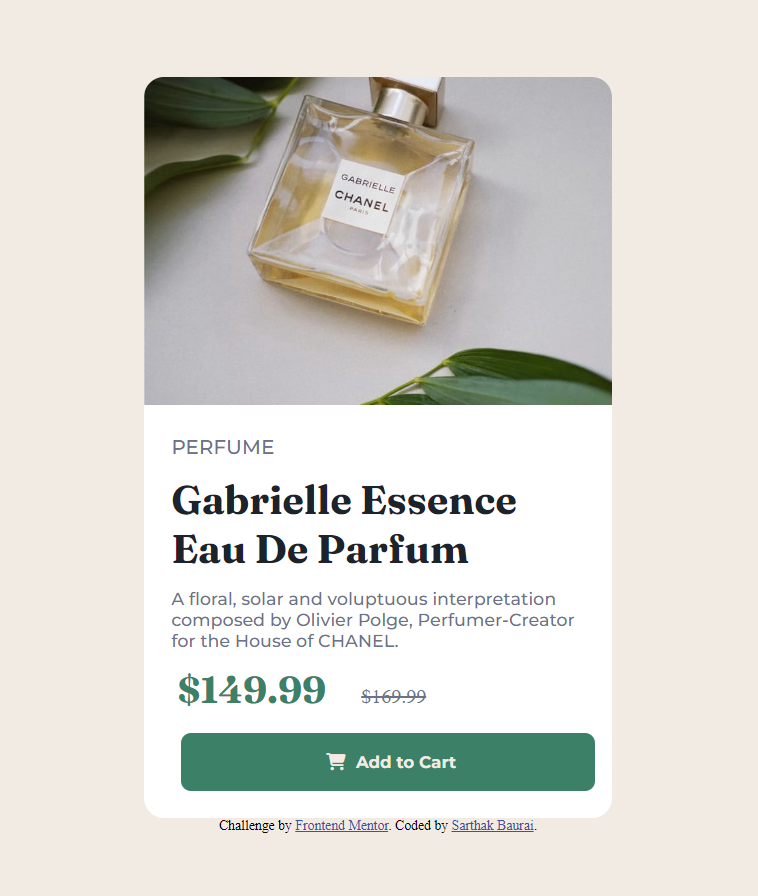 GABRIELLE
CHANEL
PARIS
PERFUME
Gabrielle Essence
Eau De Parfum
A floral, solar and voluptuous interpretation
composed by Olivier Polge, Perfumer-Creator
for the House of CHANEL.
$149.99 $169.99
Add to Cart
Challenge by Frontend Mentor. Coded by Sarthak Baurai.